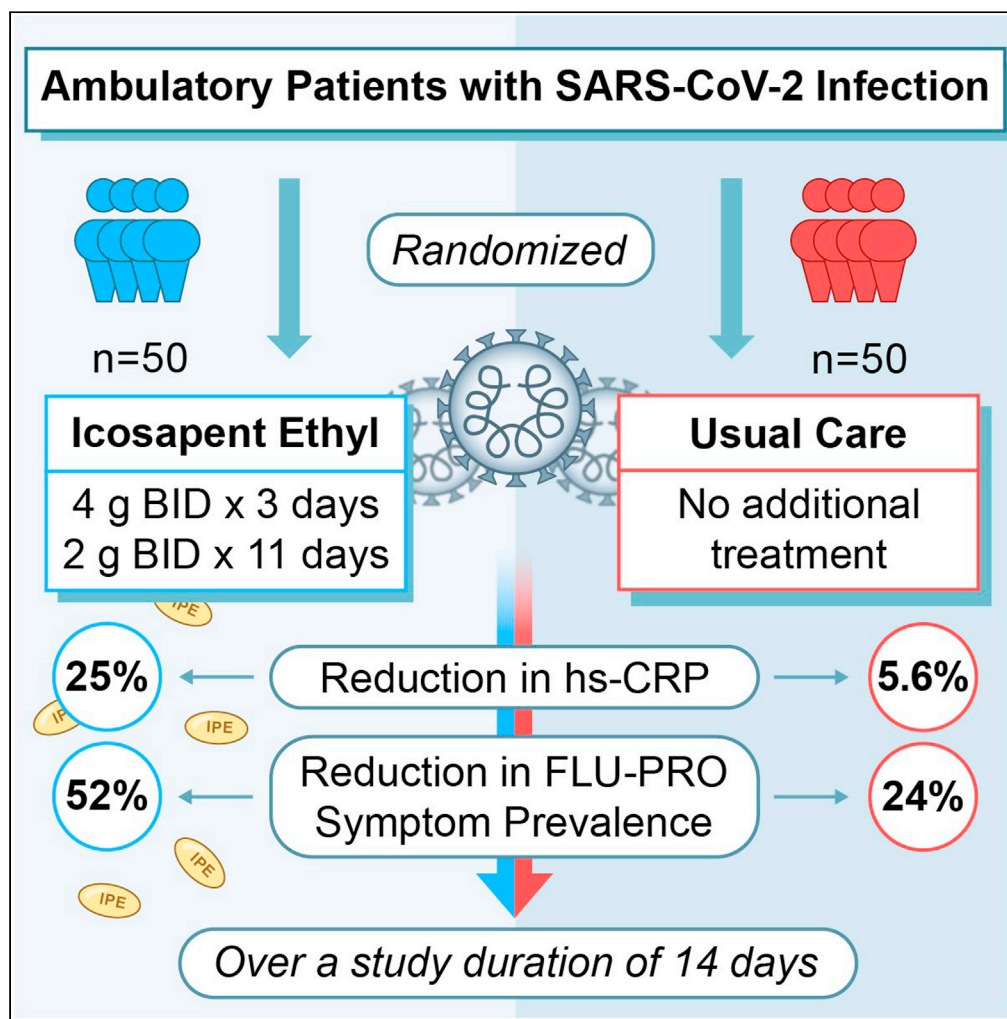 Ambulatory Patients with SARS-CoV-2 Infection
Randomized
n=50
n=50
Icosapent Ethyl
4 g BID x 3 days
2 g BID x 11 days
Usual Care
No additional
treatment
IPE
25%
Reduction in hs-CRP
5.6%
IPE
52%
Reduction in FLU-PRO
Symptom Prevalence
24%
IPE
IPE
Over a study duration of 14 days